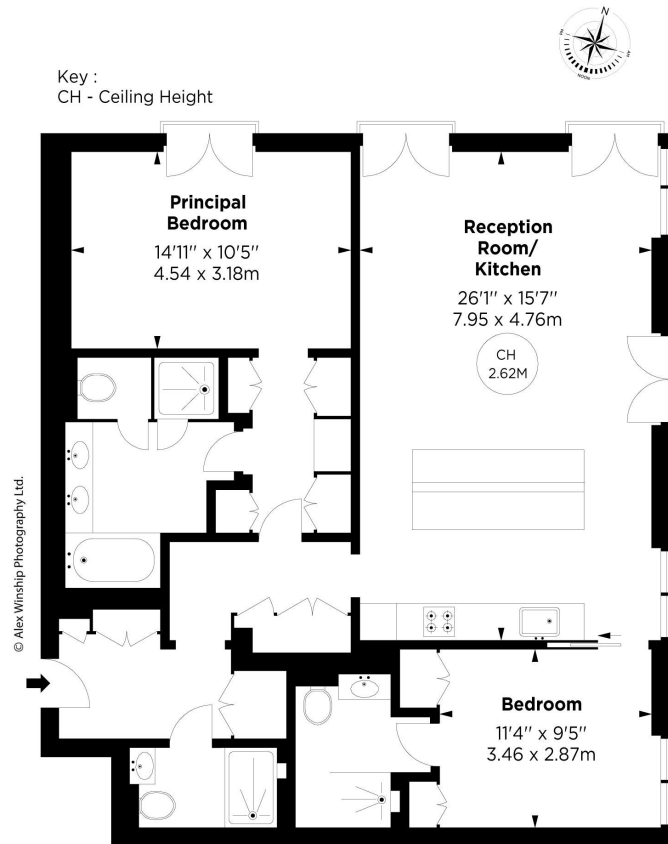 N
Key :
CH - Ceiling Height
Principal
Bedroom
14'11'' x 10'5''
4.54 x 3.18m
Reception
Room/
Kitchen
26'1'' x 15'7''
7.95 x 4.76m
CH
2.62M
© Alex Winship Photography Ltd.
Bedroom
11'4'' x 9'5''
3.46 x 2.87m